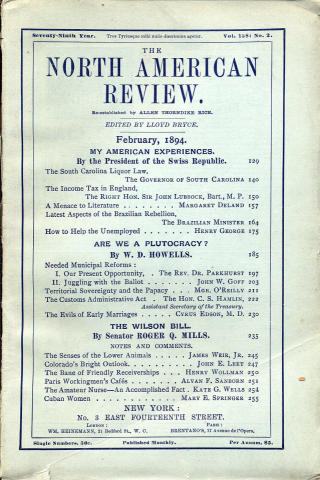 Seventy-Ninth Year. Tros Tyriusque mihi nullo discrimine agetur. Vol. 158: No. 2.
THE
NORTH AMERICAN
REVIEW.
Re-established by ALLEN THORNDIKE RICE.
EDITED BY LLOYD BRYCE.
February, 1894.
MY AMERICAN EXPERIENCES.
By the President of the Swiss Republic. 129
The South Carolina Liquor Law,
The GOVERNOR OF SOUTH CAROLINA 140
The Income Tax in England,
The RIGHT HON. SIR JOHN LUBBOCK, BART., M. P. 150
A Menace to Literature . . . . . . . MARGARET DELAND 157
Latest Aspects of the Brazilian Rebellion,
The BRAZILIAN MINISTER 164
How to Help the Unemployed . . . . . . . HENRY GEORGE 175
ARE WE A PLUTOCRACY?
By W. D. HOWELLS. 185
Needed Municipal Reforms :
I. Our Present Opportunity, . The REV. DR. PARKHURST 197
II. Juggling with the Ballot . . . . . . . JOHN W. GOFF 203
Territorial Sovereignty and the Papacy . . . MGR. O'REILLY 211
The Customs Administrative Act . The HON. C. S. HAMLIN, 222
Assistant Secretary of the Treasury.
The Evils of Early Marriages . . . . . CYRUS EDSON, M. D. 230
THE WILSON BILL.
By Senator ROGER Q. MILLS. 235
NOTES AND COMMENTS.
The Senses of the Lower Animals . . . . . JAMES WEIR, JR. 245
Colorado's Bright Outlook . . . . . . . . . JOHN E. LEET 247
The Bane of Friendly Receiverships . . . HENRY WOLLMAN 250
Paris Workingmen's Cafés . . . . . . . ALVAN F. SANBORN 251
The Amateur Nurse—An Accomplished Fact . KATE G. WELLS 254
Cuban Women . . . . . . . . . . MARY E. SPRINGER 255
NEW YORK :
No. 3 EAST FOURTEENTH STREET.
LONDON : PARIS :
WM. HEINEMANN, 21 Bedford St., W. C. BRENTANO'S, 37 Avenue de l'Opera.
Single Numbers, 50c. Published Monthly. Per Annum, $5.